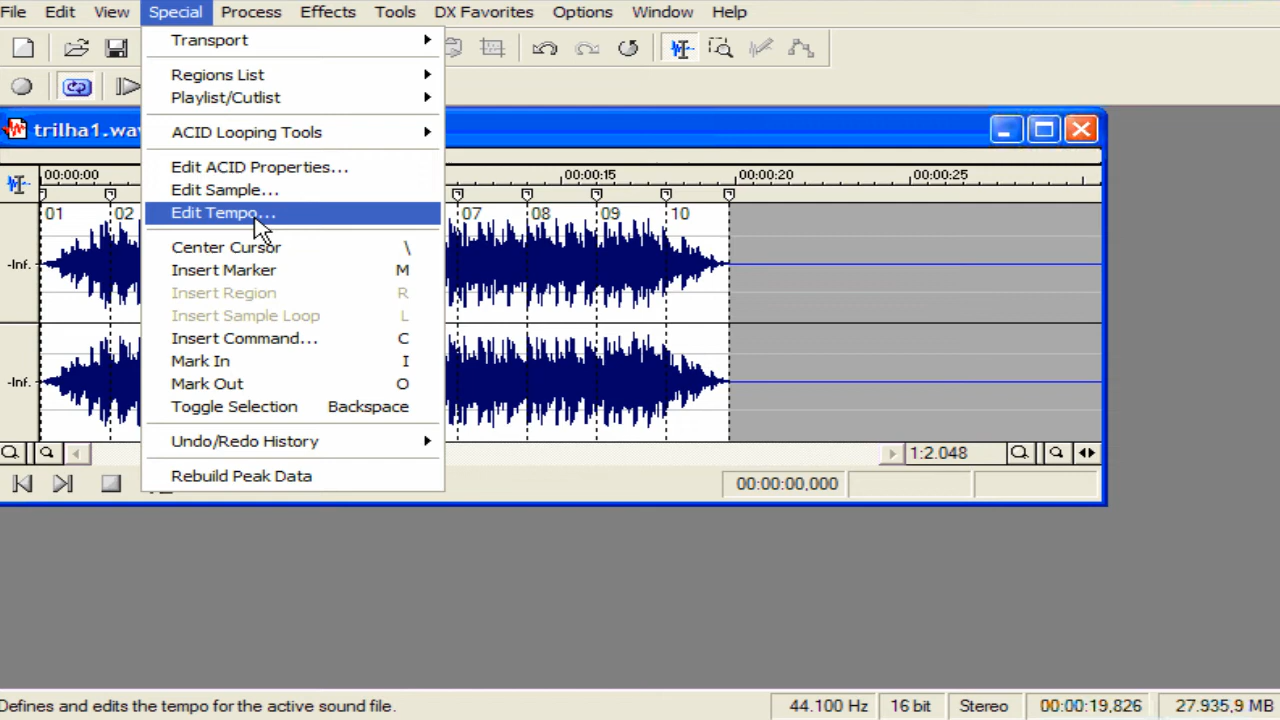 File Edit View Special Process Effects Tools DX Favorites Options Window Help
Transport
Regions List
Playlist/Cutlist
ACID Looping Tools
Edit ACID Properties...
Edit Sample...
Edit Tempo...
Center Cursor \
Insert Marker M
Insert Region R
Insert Sample Loop L
Insert Command... C
Mark In I
Mark Out O
Toggle Selection Backspace
Undo/Redo History
Rebuild Peak Data
trilha1.wav
00:00:00 00:00:15 00:00:20 00:00:25
01 02 07 08 09 10
-Inf.
-Inf.
1:2.048
00:00:00,000
Defines and edits the tempo for the active sound file.
44.100 Hz 16 bit Stereo 00:00:19,826 27.935,9 MB